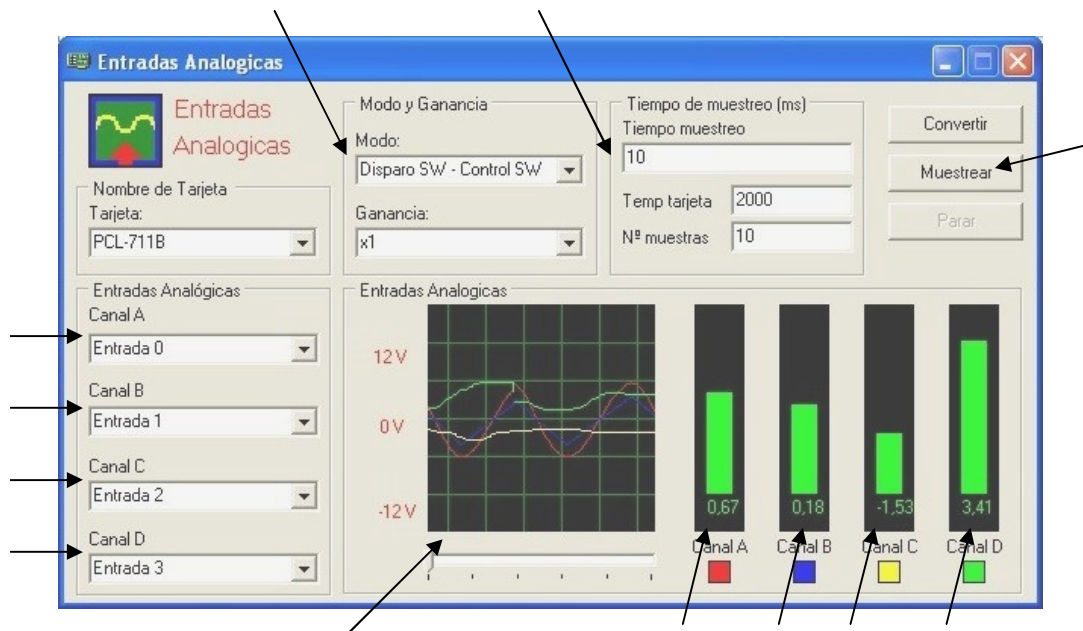 Entradas Analogicas
Entradas
Analogicas
Nombre de Tarjeta
Tarjeta:
PCL-711B
Modo y Ganancia
Modo:
Disparo SW - Control SW
Ganancia:
x1
Tiempo de muestreo (ms)
Tiempo muestreo
10
Temp tarjeta 2000
Nº muestras 10
Convertir
Muestrear
Parar
Entradas Analógicas
Canal A
Entrada 0
Canal B
Entrada 1
Canal C
Entrada 2
Canal D
Entrada 3
Entradas Analogicas
12 V
0 V
-12 V
0,67 0,18 -1,53 3,41
Canal A Canal B Canal C Canal D